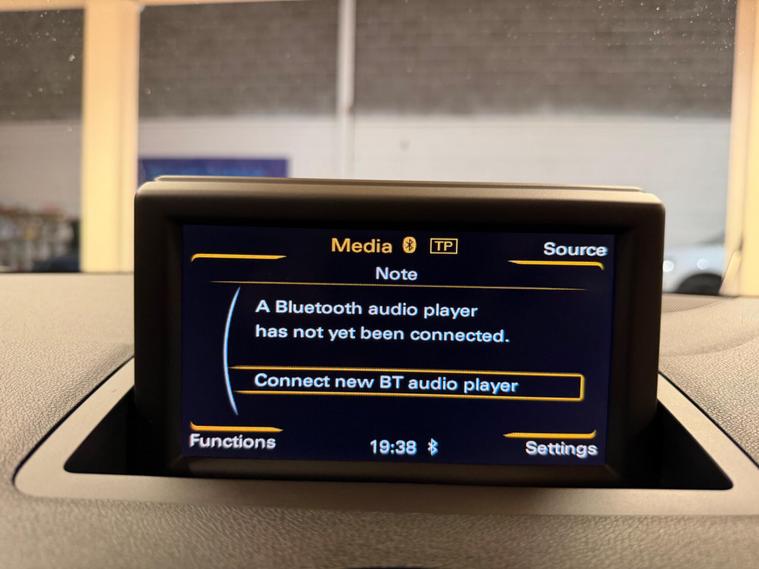 Media TP
Source
Note
A Bluetooth audio player
has not yet been connected.
Connect new BT audio player
Functions
19:38
Settings